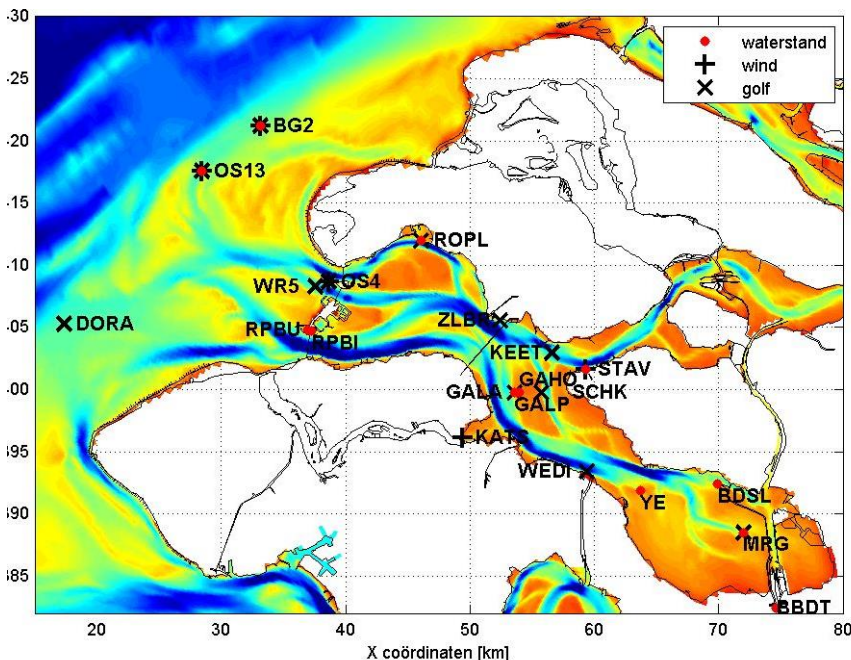 ·30
·25
·20
·15
·10
·05
·00
·95
·90
·85
waterstand
wind
golf
BG2
OS13
ROPL
OS4
WR5
DORA
ZLBR
RPBU
RPBI
KEET
STAV
GAHO
GALA
SCHK
GALP
KATS
WEDI
BDSL
YE
MRG
BBDT
20 30 40 50 60 70 80
X coördinaten [km]